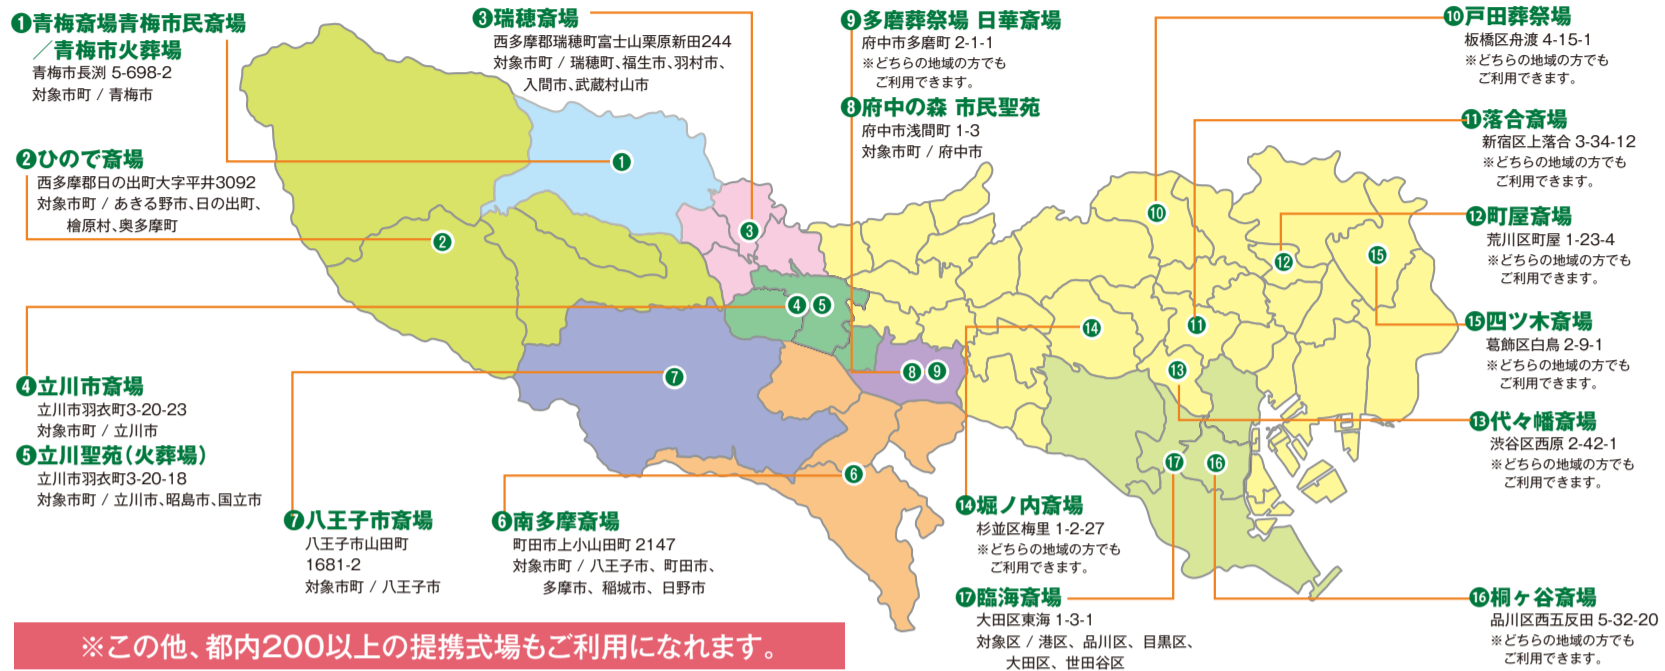 ❶青梅斎場青梅市民斎場
／青梅市火葬場
青梅市長渕 5-698-2
対象市町 / 青梅市
❷ひので斎場
西多摩郡日の出町大字平井3092
対象市町 / あきる野市、日の出町、
檜原村、奥多摩町
❸瑞穂斎場
西多摩郡瑞穂町富士山栗原新田244
対象市町 / 瑞穂町、福生市、羽村市、
入間市、武蔵村山市
❹立川市斎場
立川市羽衣町3-20-23
対象市町 / 立川市
❺立川聖苑（火葬場）
立川市羽衣町3-20-18
対象市町 / 立川市、昭島市、国立市
❼八王子市斎場
八王子市山田町
1681-2
対象市町 / 八王子市
❻南多摩斎場
町田市上小山田町 2147
対象市町 / 八王子市、町田市、
多摩市、稲城市、日野市
❾多磨葬祭場 日華斎場
府中市多磨町 2-1-1
※どちらの地域の方でも
ご利用できます。
❽府中の森 市民聖苑
府中市浅間町 1-3
対象市町 / 府中市
❿戸田葬祭場
板橋区舟渡 4-15-1
※どちらの地域の方でも
ご利用できます。
⓫落合斎場
新宿区上落合 3-34-12
※どちらの地域の方でも
ご利用できます。
⓬町屋斎場
荒川区町屋 1-23-4
※どちらの地域の方でも
ご利用できます。
⓯四ツ木斎場
葛飾区白鳥 2-9-1
※どちらの地域の方でも
ご利用できます。
⓭代々幡斎場
渋谷区西原 2-42-1
※どちらの地域の方でも
ご利用できます。
⓮堀ノ内斎場
杉並区梅里 1-2-27
※どちらの地域の方でも
ご利用できます。
⓱臨海斎場
大田区東海 1-3-1
対象区 / 港区、品川区、目黒区、
大田区、世田谷区
⓰桐ヶ谷斎場
品川区西五反田 5-32-20
※どちらの地域の方でも
ご利用できます。
❶
❷
❸
❹ ❺
❻
❼
❽ ❾
❿
⓫
⓬
⓭
⓮
⓯
⓱ ⓰
※この他、都内200以上の提携式場もご利用になれます。